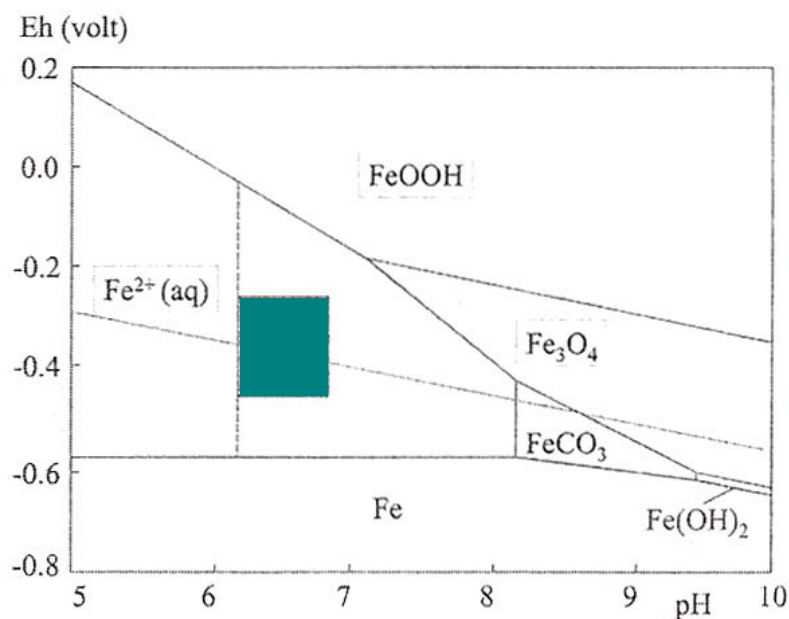 Eh (volt)
0.2
0.0
-0.2
-0.4
-0.6
-0.8
FeOOH
Fe²⁺ (aq)
Fe₃O₄
FeCO₃
Fe
Fe(OH)₂
5 6 7 8 9 pH 10